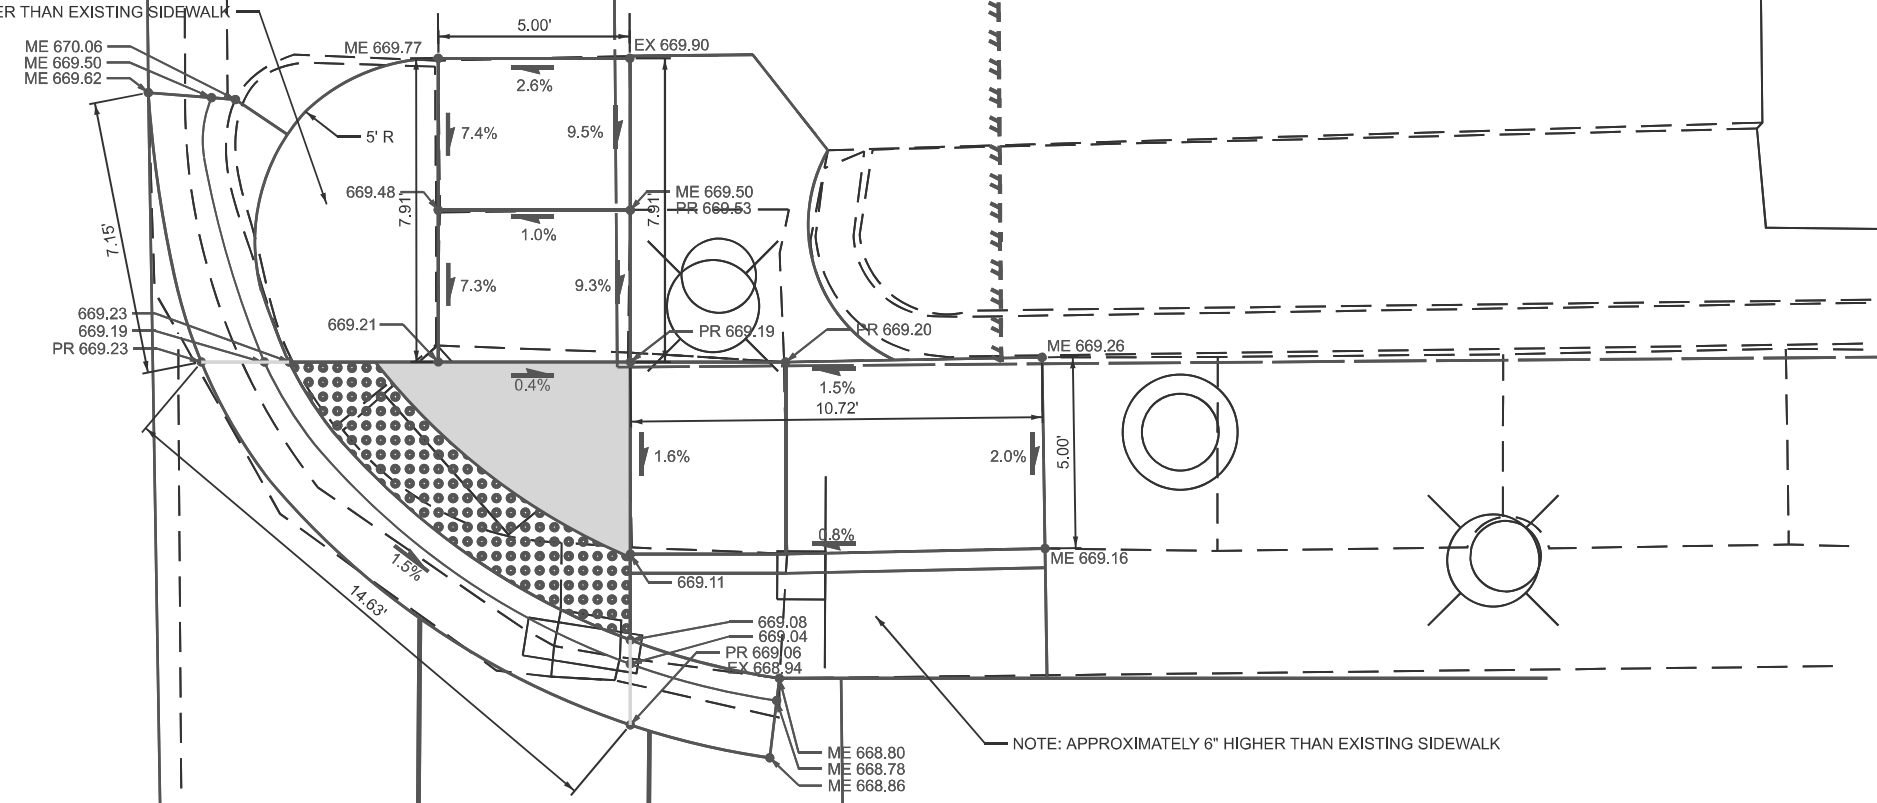 ER THAN EXISTING SIDEWALK
5.00'
ME 670.06
ME 669.50
ME 669.62
ME 669.77
EX 669.90
2.6%
7.4%
9.5%
5' R
669.48
ME 669.50
PR 669.53
7.91'
7.91'
1.0%
7.15'
7.3%
9.3%
669.23
669.19
PR 669.23
669.21
PR 669.19
PR 669.20
ME 669.26
0.4%
1.5%
10.72'
1.6%
2.0%
5.00'
0.8%
ME 669.16
1.5%
669.11
14.63'
669.08
669.04
PR 669.06
EX 668.94
ME 668.80
ME 668.78
ME 668.86
NOTE: APPROXIMATELY 6" HIGHER THAN EXISTING SIDEWALK